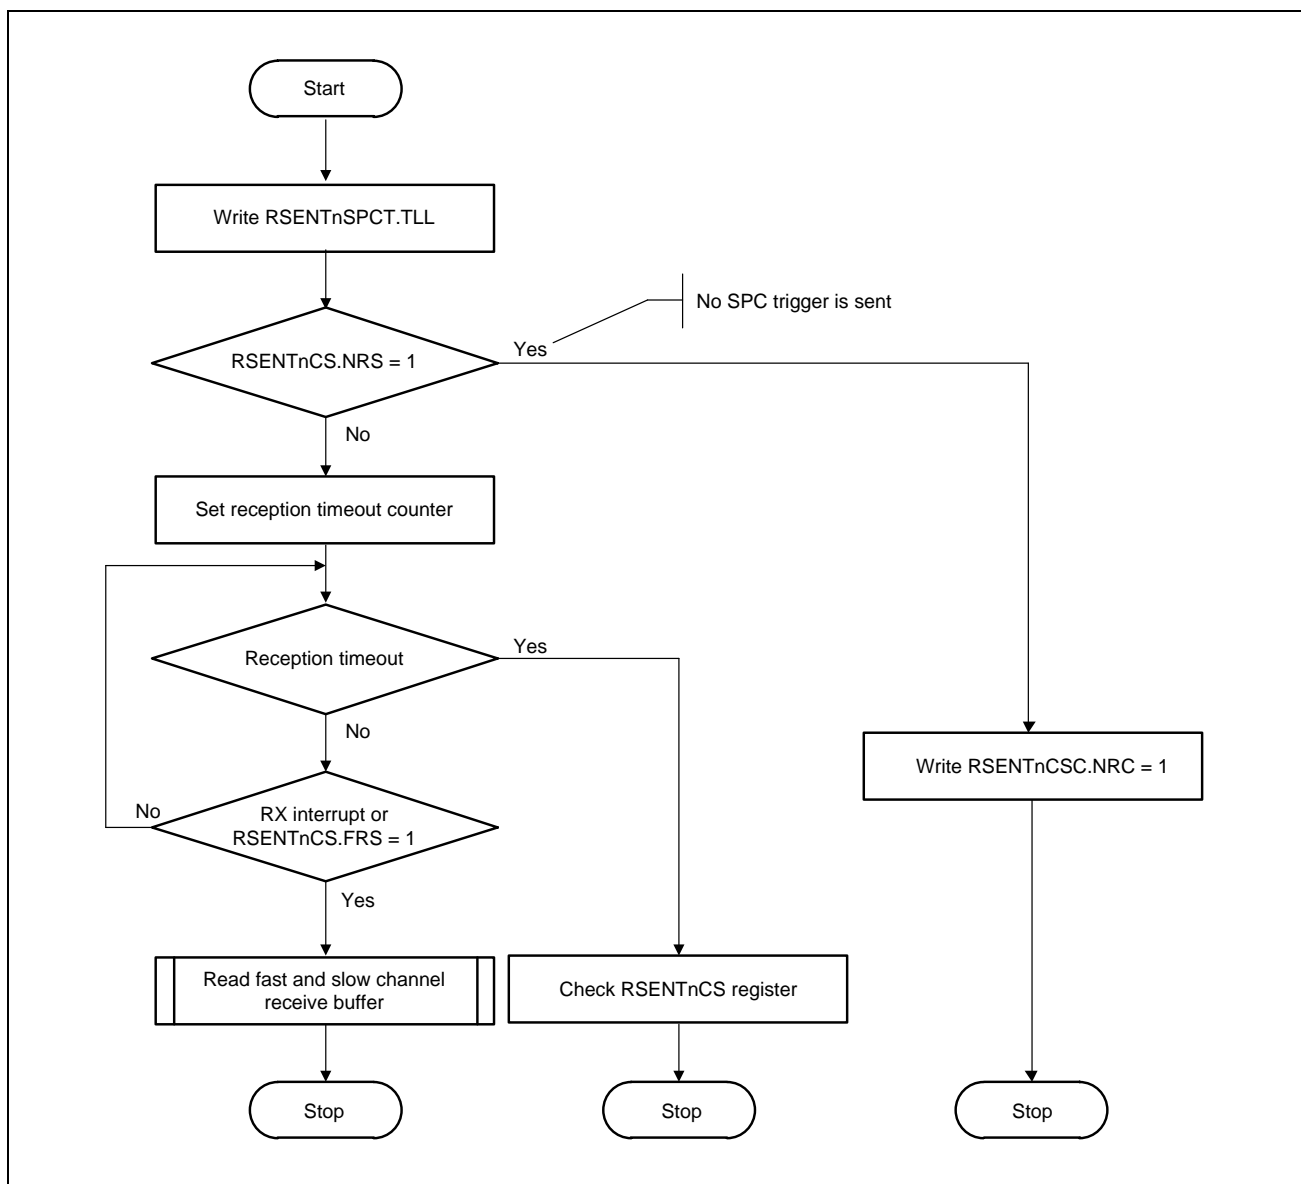 Start
Write RSENTnSPCT.TLL
No SPC trigger is sent
Yes
RSENTnCS.NRS = 1
No
Set reception timeout counter
Yes
Reception timeout
No
Write RSENTnCSC.NRC = 1
No
RX interrupt or
RSENTnCS.FRS = 1
Yes
Read fast and slow channel
receive buffer
Check RSENTnCS register
Stop
Stop
Stop